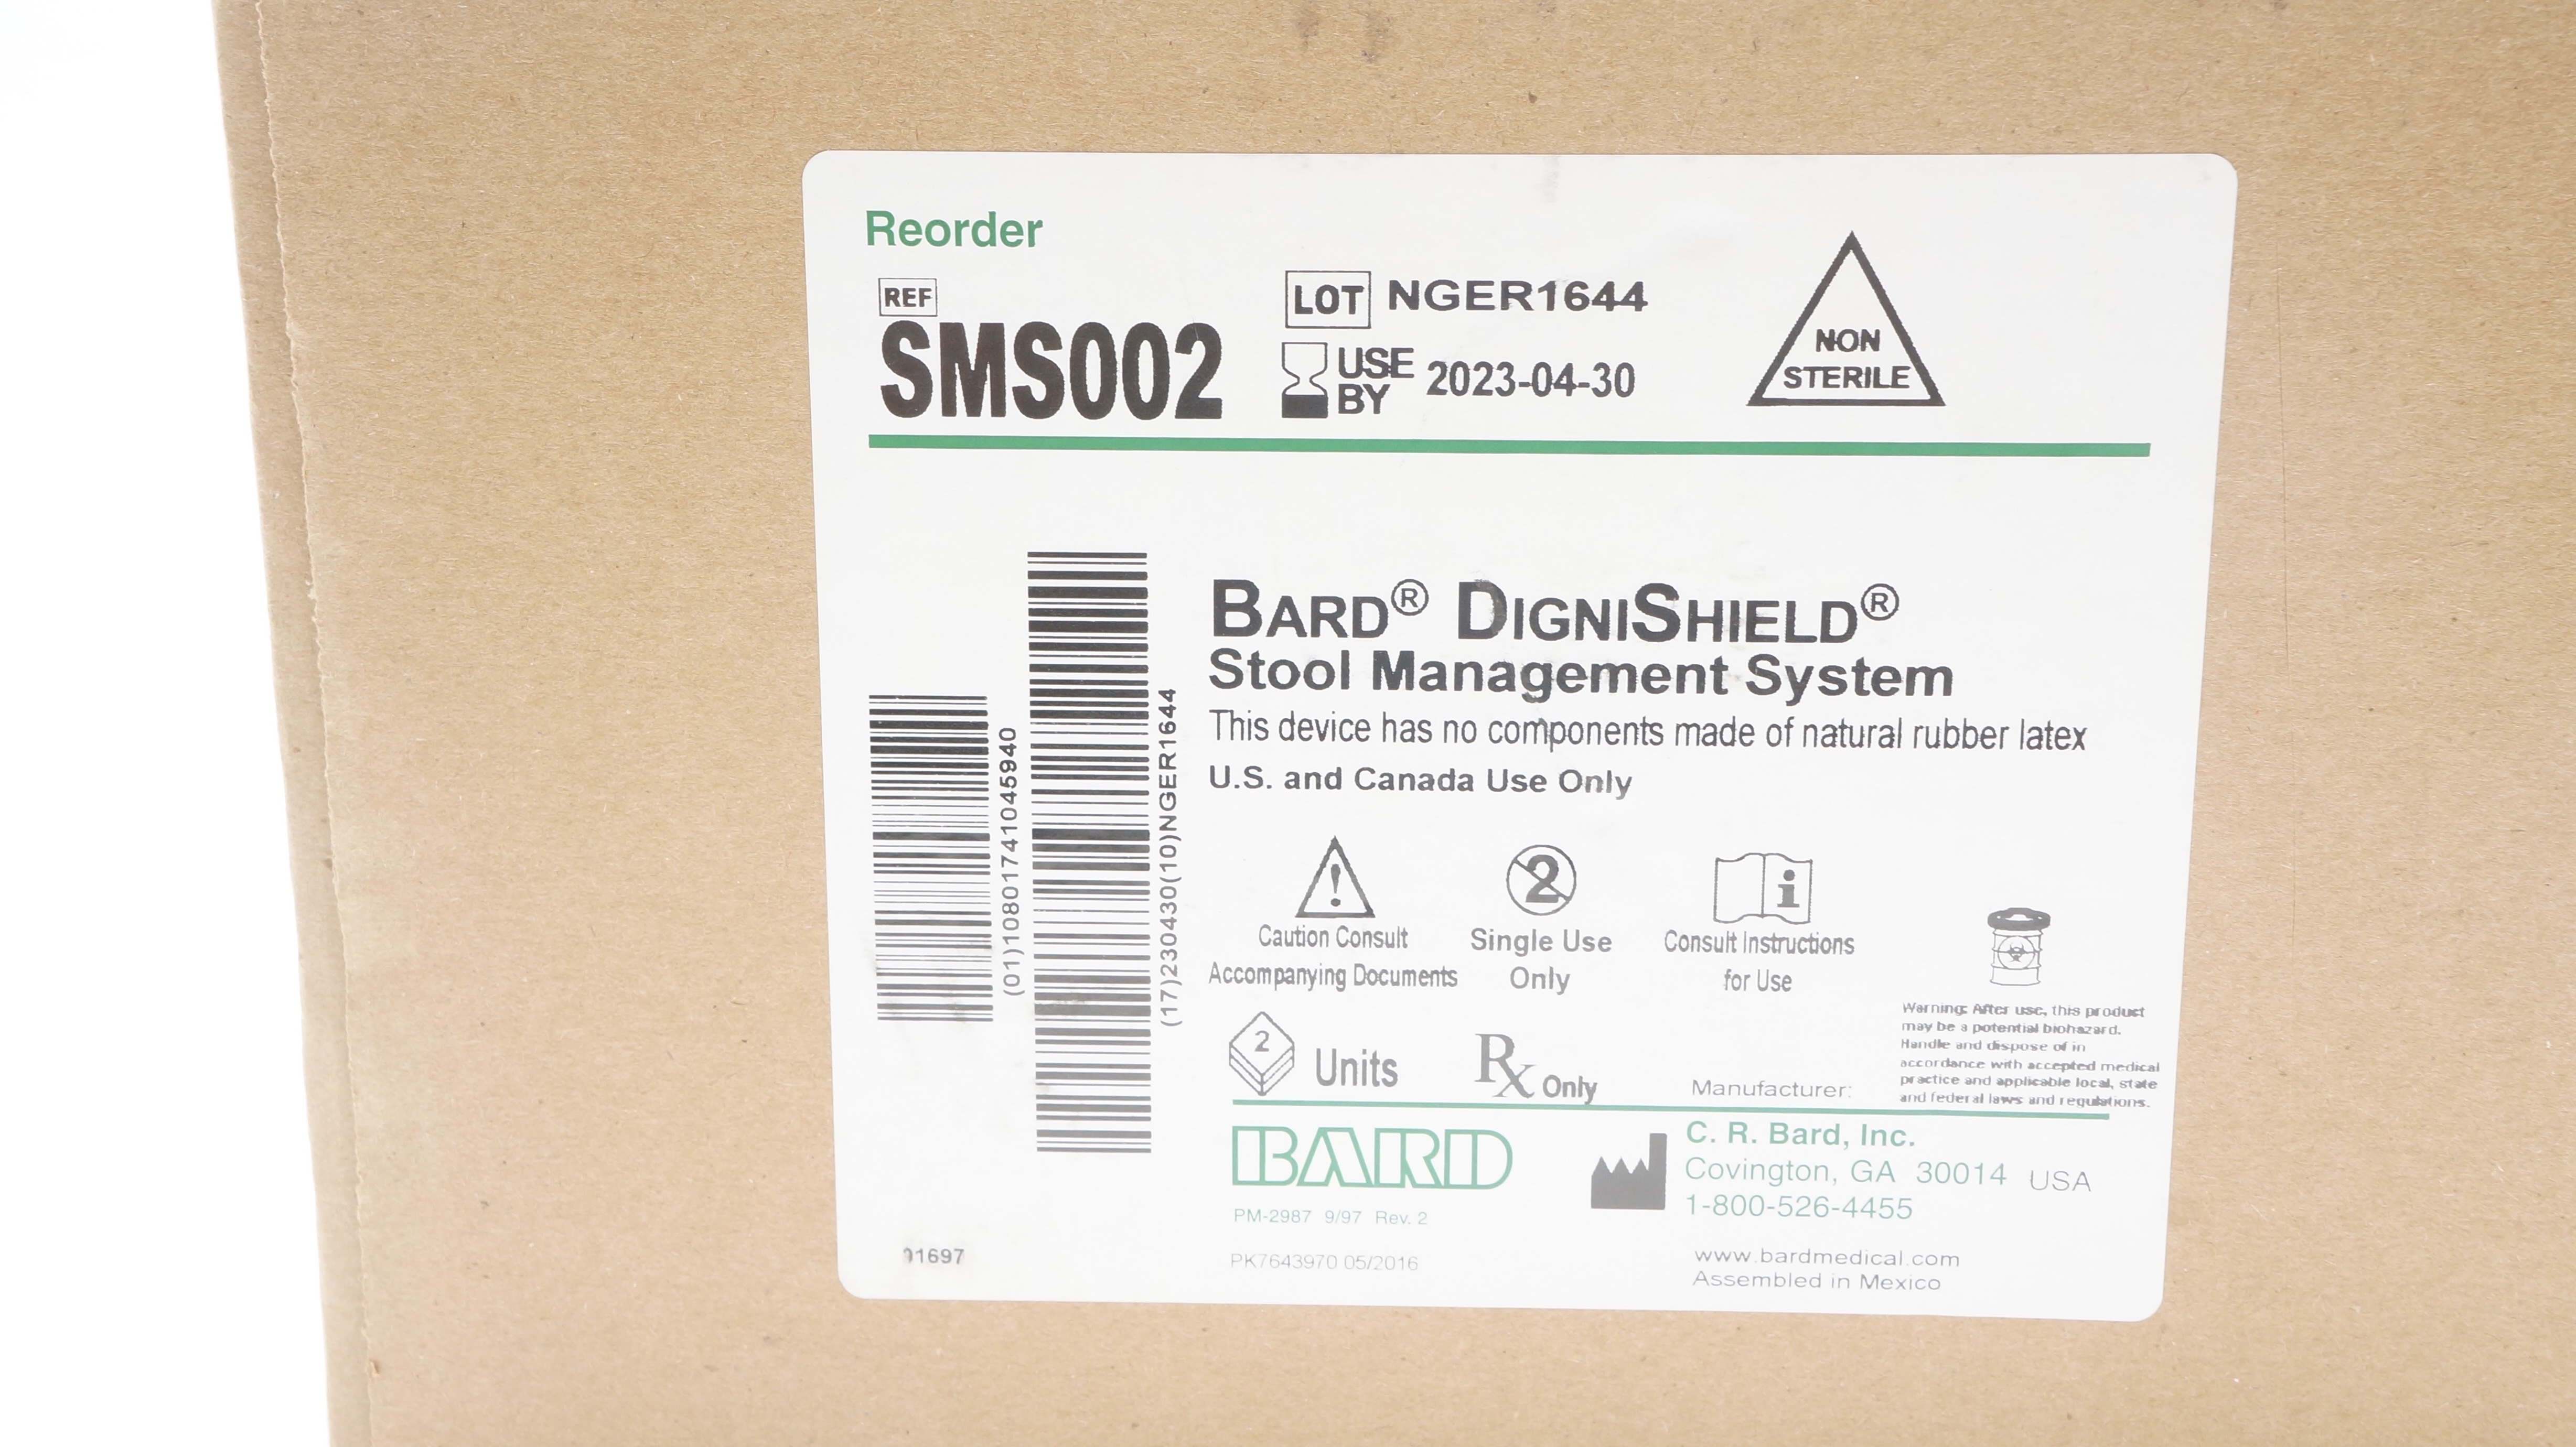 Reorder
REF
SMS002
LOT NGER1644
USE BY 2023-04-30
NON
STERILE
(01)10801741045940
(17)230430(10)NGER1644
BARD® DIGNISHIELD®
Stool Management System
This device has no components made of natural rubber latex
U.S. and Canada Use Only
Caution Consult
Accompanying Documents
2
Single Use
Only
i
Consult Instructions
for Use
Warning: After use, this product
may be a potential biohazard.
Handle and dispose of in
accordance with accepted medical
practice and applicable local, state
and federal laws and regulations.
2 Units
Rx Only
Manufacturer:
BARD
C. R. Bard, Inc.
Covington, GA 30014 USA
1-800-526-4455
PM-2987 9/97 Rev. 2
PK7643970 05/2016
www.bardmedical.com
Assembled in Mexico